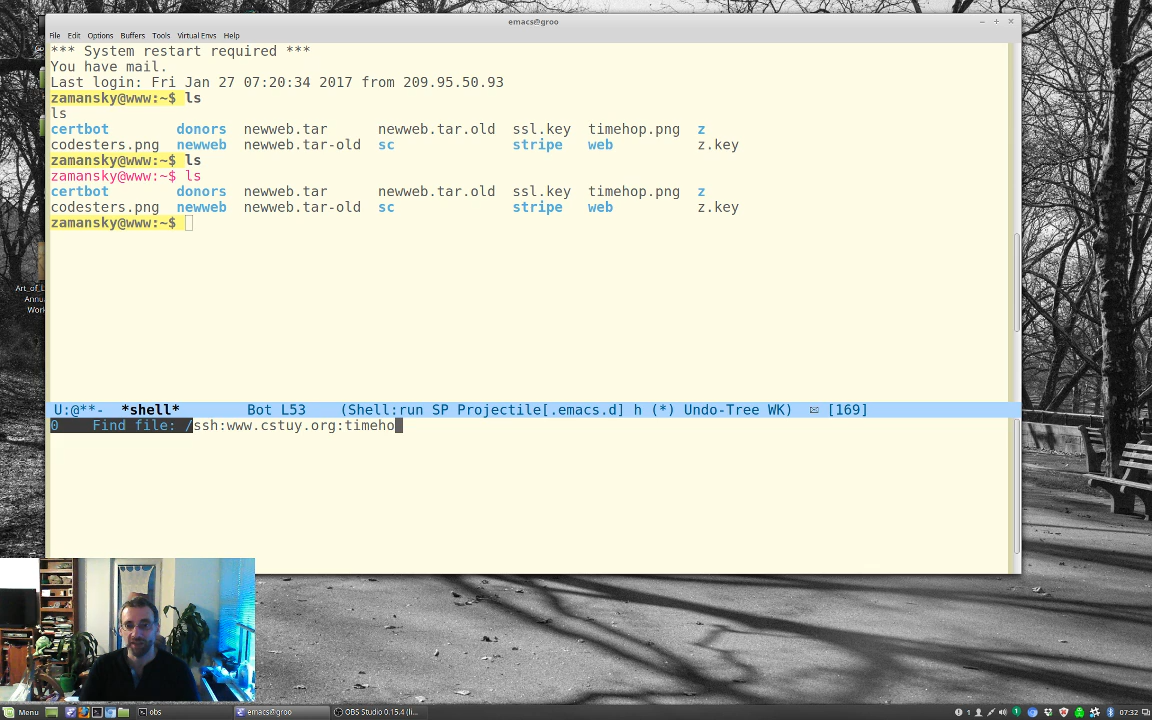 emacs@groo
File Edit Options Buffers Tools Virtual Envs Help
*** System restart required ***
You have mail.
Last login: Fri Jan 27 07:20:34 2017 from 209.95.50.93
zamansky@www:~$ ls
ls
certbot donors newweb.tar newweb.tar.old ssl.key timehop.png z
codesters.png newweb newweb.tar-old sc stripe web z.key
zamansky@www:~$ ls
zamansky@www:~$ ls
certbot donors newweb.tar newweb.tar.old ssl.key timehop.png z
codesters.png newweb newweb.tar-old sc stripe web z.key
zamansky@www:~$
U:@**- *shell* Bot L53 (Shell:run SP Projectile[.emacs.d] h (*) Undo-Tree WK) ✉ [169]
0 Find file: /ssh:www.cstuy.org:timeho
Art_of_
Annu
Work
Menu obs emacs@groo OBS Studio 0.15.4 (li... 1 07:32